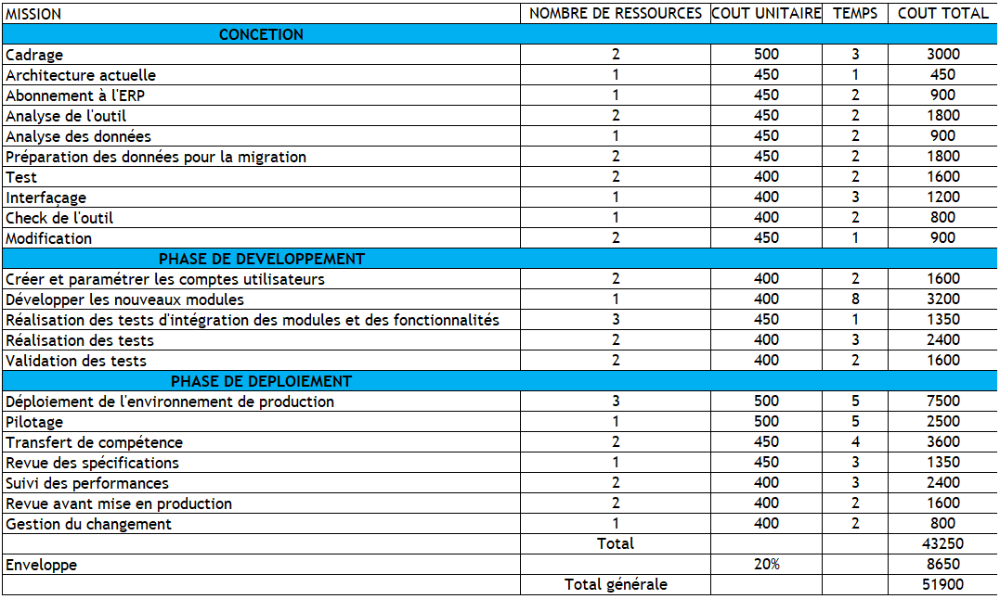 MISSION NOMBRE DE RESSOURCES COUT UNITAIRE TEMPS COUT TOTAL
CONCETION
Cadrage 2 500 3 3000
Architecture actuelle 1 450 1 450
Abonnement à l'ERP 1 450 2 900
Analyse de l'outil 2 450 2 1800
Analyse des données 1 450 2 900
Préparation des données pour la migration 2 450 2 1800
Test 2 400 2 1600
Interfaçage 1 400 3 1200
Check de l'outil 1 400 2 800
Modification 2 450 1 900
PHASE DE DEVELOPPEMENT
Créer et paramétrer les comptes utilisateurs 2 400 2 1600
Développer les nouveaux modules 1 400 8 3200
Réalisation des tests d'intégration des modules et des fonctionnalités 3 450 1 1350
Réalisation des tests 2 400 3 2400
Validation des tests 2 400 2 1600
PHASE DE DEPLOIEMENT
Déploiement de l'environnement de production 3 500 5 7500
Pilotage 1 500 5 2500
Transfert de compétence 2 450 4 3600
Revue des spécifications 1 450 3 1350
Suivi des performances 2 400 3 2400
Revue avant mise en production 2 400 2 1600
Gestion du changement 1 400 2 800
Total 43250
Enveloppe 20% 8650
Total générale 51900